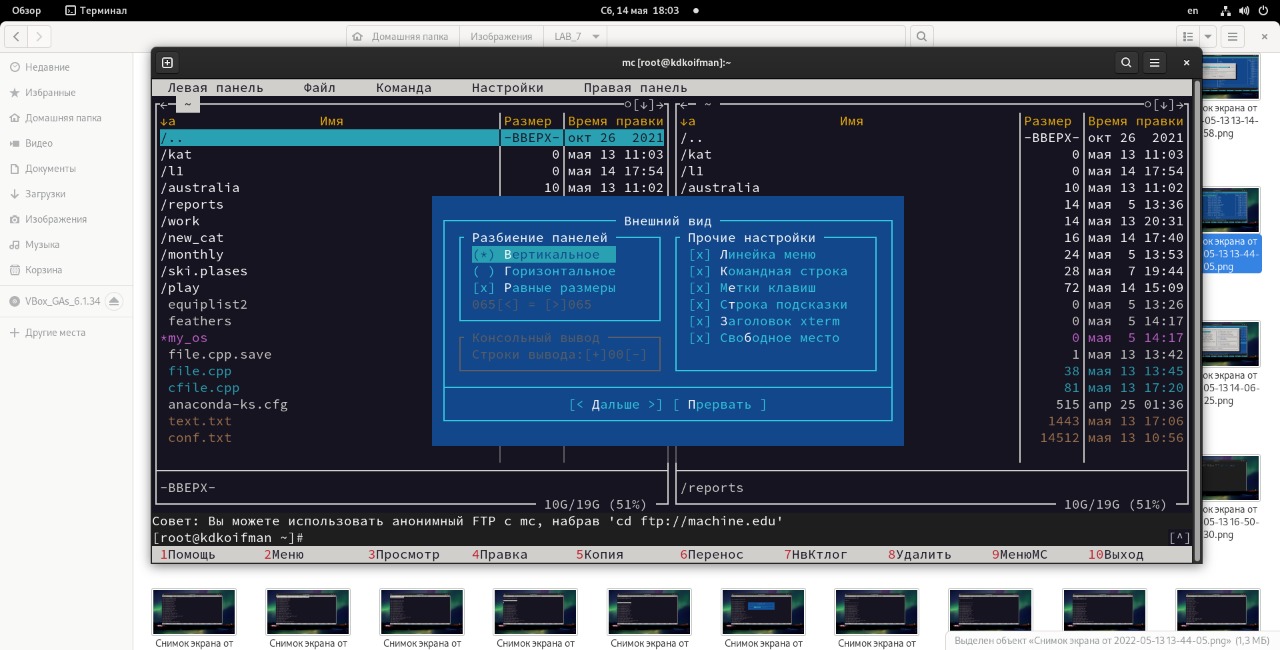 Обзор
Терминал
Сб, 14 мая 18:03
en
Домашняя папка
Изображения
LAB_7
Недавние
Избранные
Домашняя папка
Видео
Документы
Загрузки
Изображения
Музыка
Корзина
VBox_GAs_6.1.34
Другие места
mc [root@kdkoifman]:~
Левая панель Файл Команда Настройки Правая панель
~
↓а Имя Размер Время правки
/.. -ВВЕРХ- окт 26 2021
/kat 0 мая 13 11:03
/l1 0 мая 14 17:54
/australia 10 мая 13 11:02
/reports
/work
/new_cat
/monthly
/ski.plases
/play
equiplist2
feathers
*my_os
file.cpp.save
file.cpp
cfile.cpp
anaconda-ks.cfg
text.txt
conf.txt
-ВВЕРХ-
10G/19G (51%)
~
↓а Имя Размер Время правки
/.. -ВВЕРХ- окт 26 2021
/kat 0 мая 13 11:03
/l1 0 мая 14 17:54
/australia 10 мая 13 11:02
14 мая 5 13:36
14 мая 13 20:31
16 мая 14 17:40
24 мая 5 13:53
28 мая 7 19:44
72 мая 14 15:09
0 мая 5 13:26
0 мая 5 14:17
0 мая 5 14:17
1 мая 13 13:42
38 мая 13 13:45
81 мая 13 17:20
515 апр 25 01:36
1443 мая 13 17:06
14512 мая 13 10:56
/reports
10G/19G (51%)
Внешний вид
Разбиение панелей
(*) Вертикальное
( ) Горизонтальное
[x] Равные размеры
065[<] = [>]065
Консольный вывод
Строки вывода:[+]00[-]
Прочие настройки
[x] Линейка меню
[x] Командная строка
[x] Метки клавиш
[x] Строка подсказки
[x] Заголовок xterm
[x] Свободное место
[< Дальше >] [ Прервать ]
Совет: Вы можете использовать анонимный FTP с mc, набрав 'cd ftp://machine.edu'
[root@kdkoifman ~]# [^]
1Помощь 2Меню 3Просмотр 4Правка 5Копия 6Перенос 7НвКтлог 8Удалить 9МенюМС 10Выход
ок экрана от
-05-13 13-14-
58.png
ок экрана от
-05-13 13-44-
05.png
ок экрана от
-05-13 14-06-
25.png
ок экрана от
-05-13 16-50-
30.png
Снимок экрана от
Снимок экрана от
Снимок экрана от
Снимок экрана от
Снимок экрана от
Снимок экрана от
Снимок экрана от
Выделен объект «Снимок экрана от 2022-05-13 13-44-05.png» (1,3 МБ)